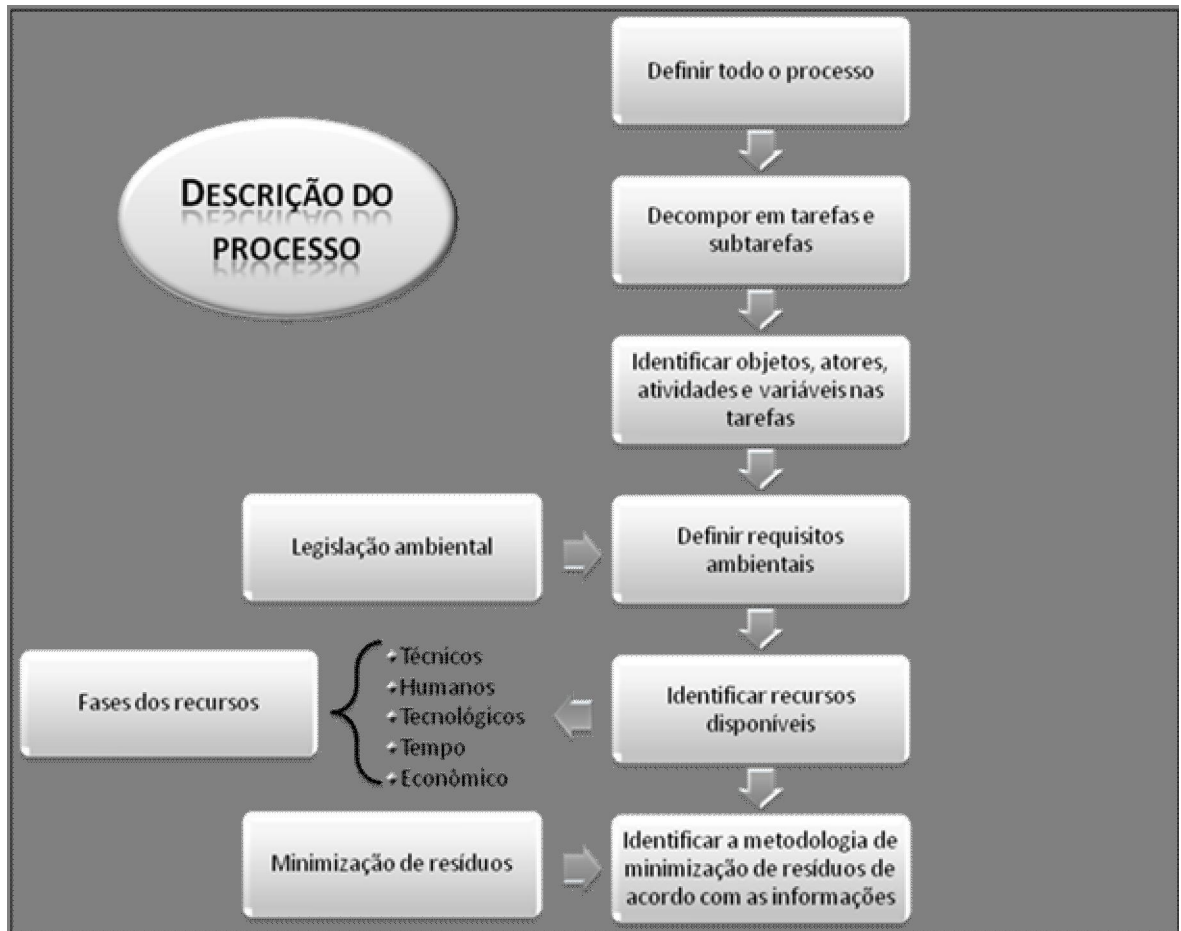 Definir todo o processo
DESCRIÇÃO DO
PROCESSO
Decompor em tarefas e
subtarefas
Identificar objetos, atores,
atividades e variáveis nas
tarefas
Legislação ambiental
Definir requisitos
ambientais
Fases dos recursos
Técnicos
Humanos
Tecnológicos
Tempo
Econômico
Identificar recursos
disponíveis
Minimização de resíduos
Identificar a metodologia de
minimização de resíduos de
acordo com as informações